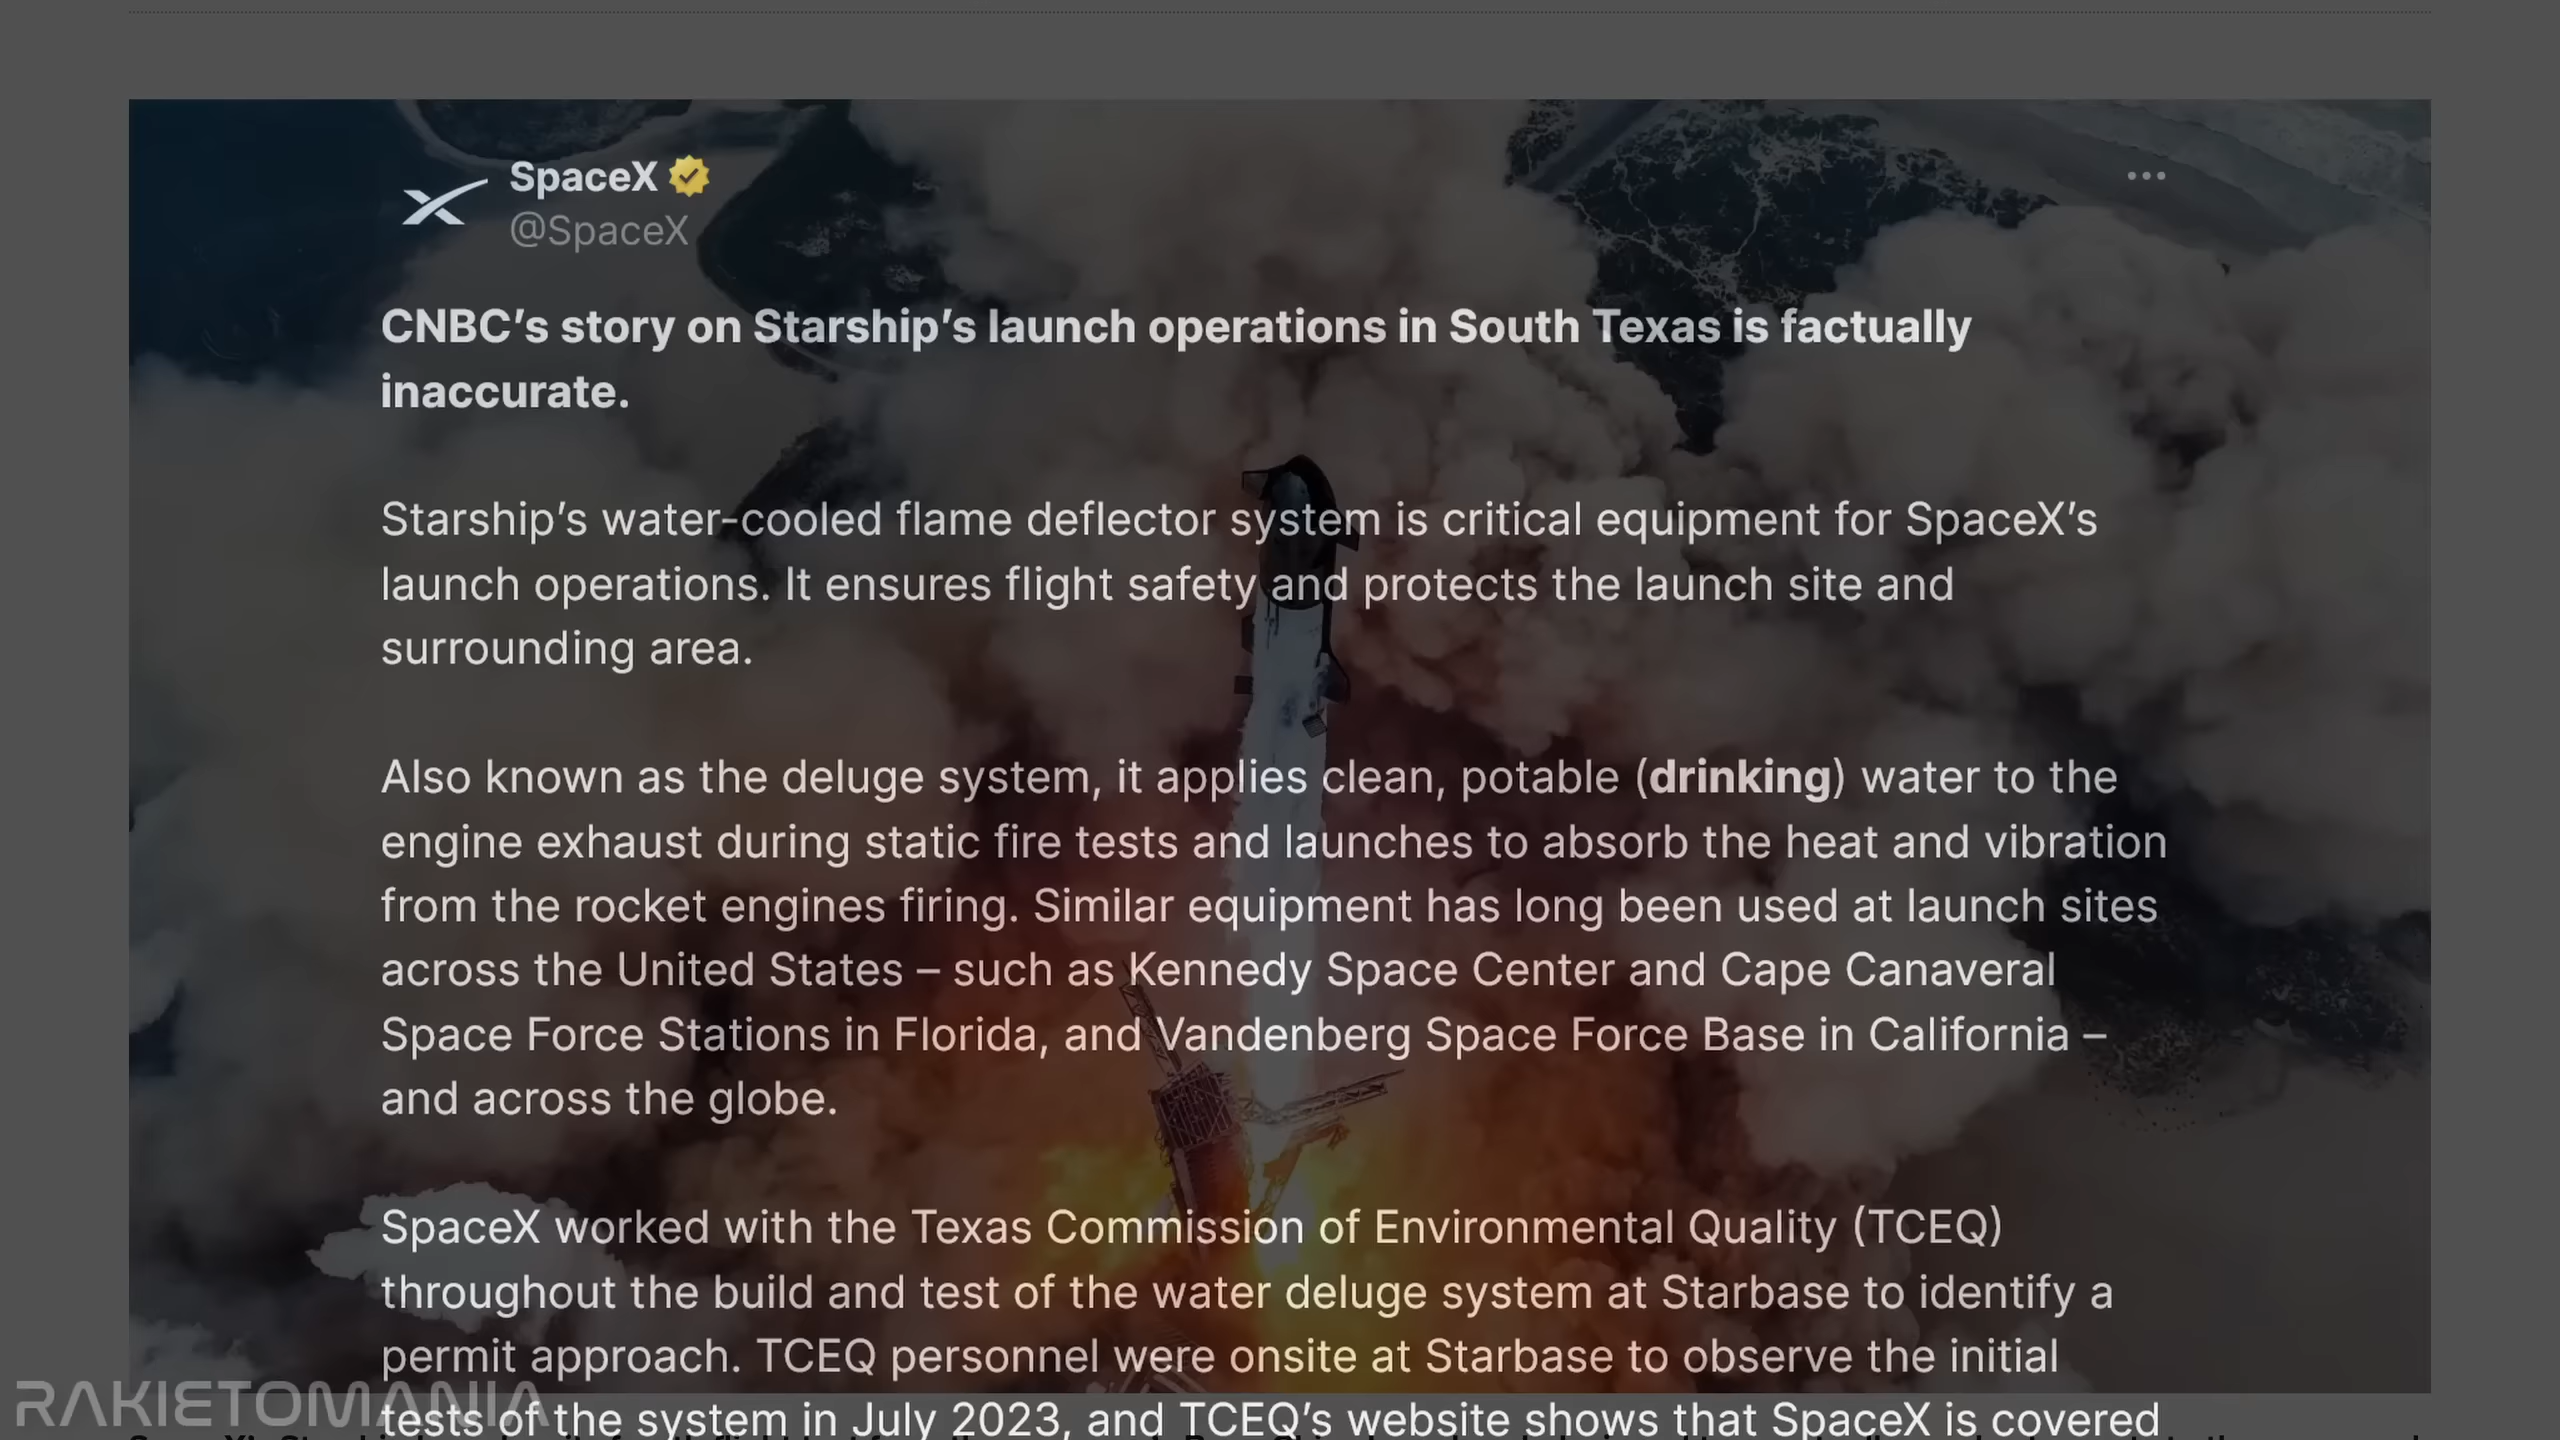 SpaceX
@SpaceX
CNBC’s story on Starship’s launch operations in South Texas is factually
inaccurate.
Starship’s water-cooled flame deflector system is critical equipment for SpaceX’s
launch operations. It ensures flight safety and protects the launch site and
surrounding area.
Also known as the deluge system, it applies clean, potable (drinking) water to the
engine exhaust during static fire tests and launches to absorb the heat and vibration
from the rocket engines firing. Similar equipment has long been used at launch sites
across the United States – such as Kennedy Space Center and Cape Canaveral
Space Force Stations in Florida, and Vandenberg Space Force Base in California –
and across the globe.
SpaceX worked with the Texas Commission of Environmental Quality (TCEQ)
throughout the build and test of the water deluge system at Starbase to identify a
permit approach. TCEQ personnel were onsite at Starbase to observe the initial
tests of the system in July 2023, and TCEQ’s website shows that SpaceX is covered
RAKIETOMANIA